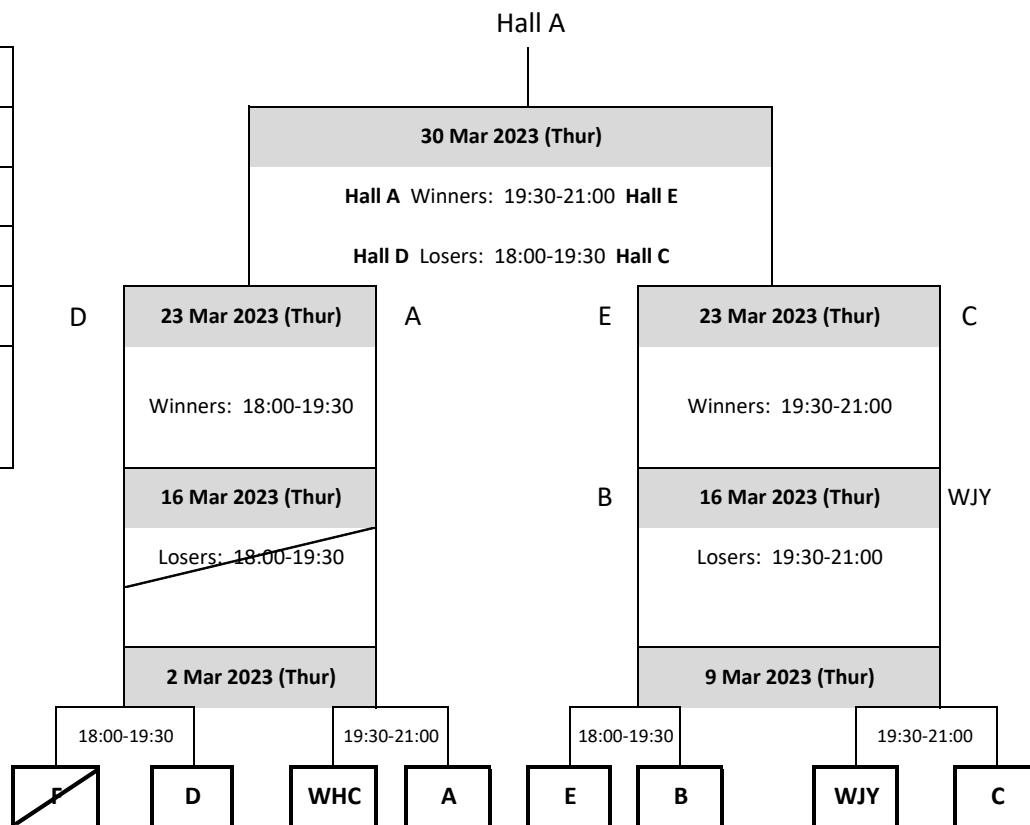 Hall A
30 Mar 2023 (Thur)
Hall A Winners: 19:30-21:00 Hall E
Hall D Losers: 18:00-19:30 Hall C
D 23 Mar 2023 (Thur) A E 23 Mar 2023 (Thur) C
Winners: 18:00-19:30 Winners: 19:30-21:00
16 Mar 2023 (Thur) B 16 Mar 2023 (Thur) WJY
Losers: 18:00-19:30 Losers: 19:30-21:00
2 Mar 2023 (Thur) 9 Mar 2023 (Thur)
18:00-19:30 19:30-21:00 18:00-19:30 19:30-21:00
F D WHC A E B WJY C